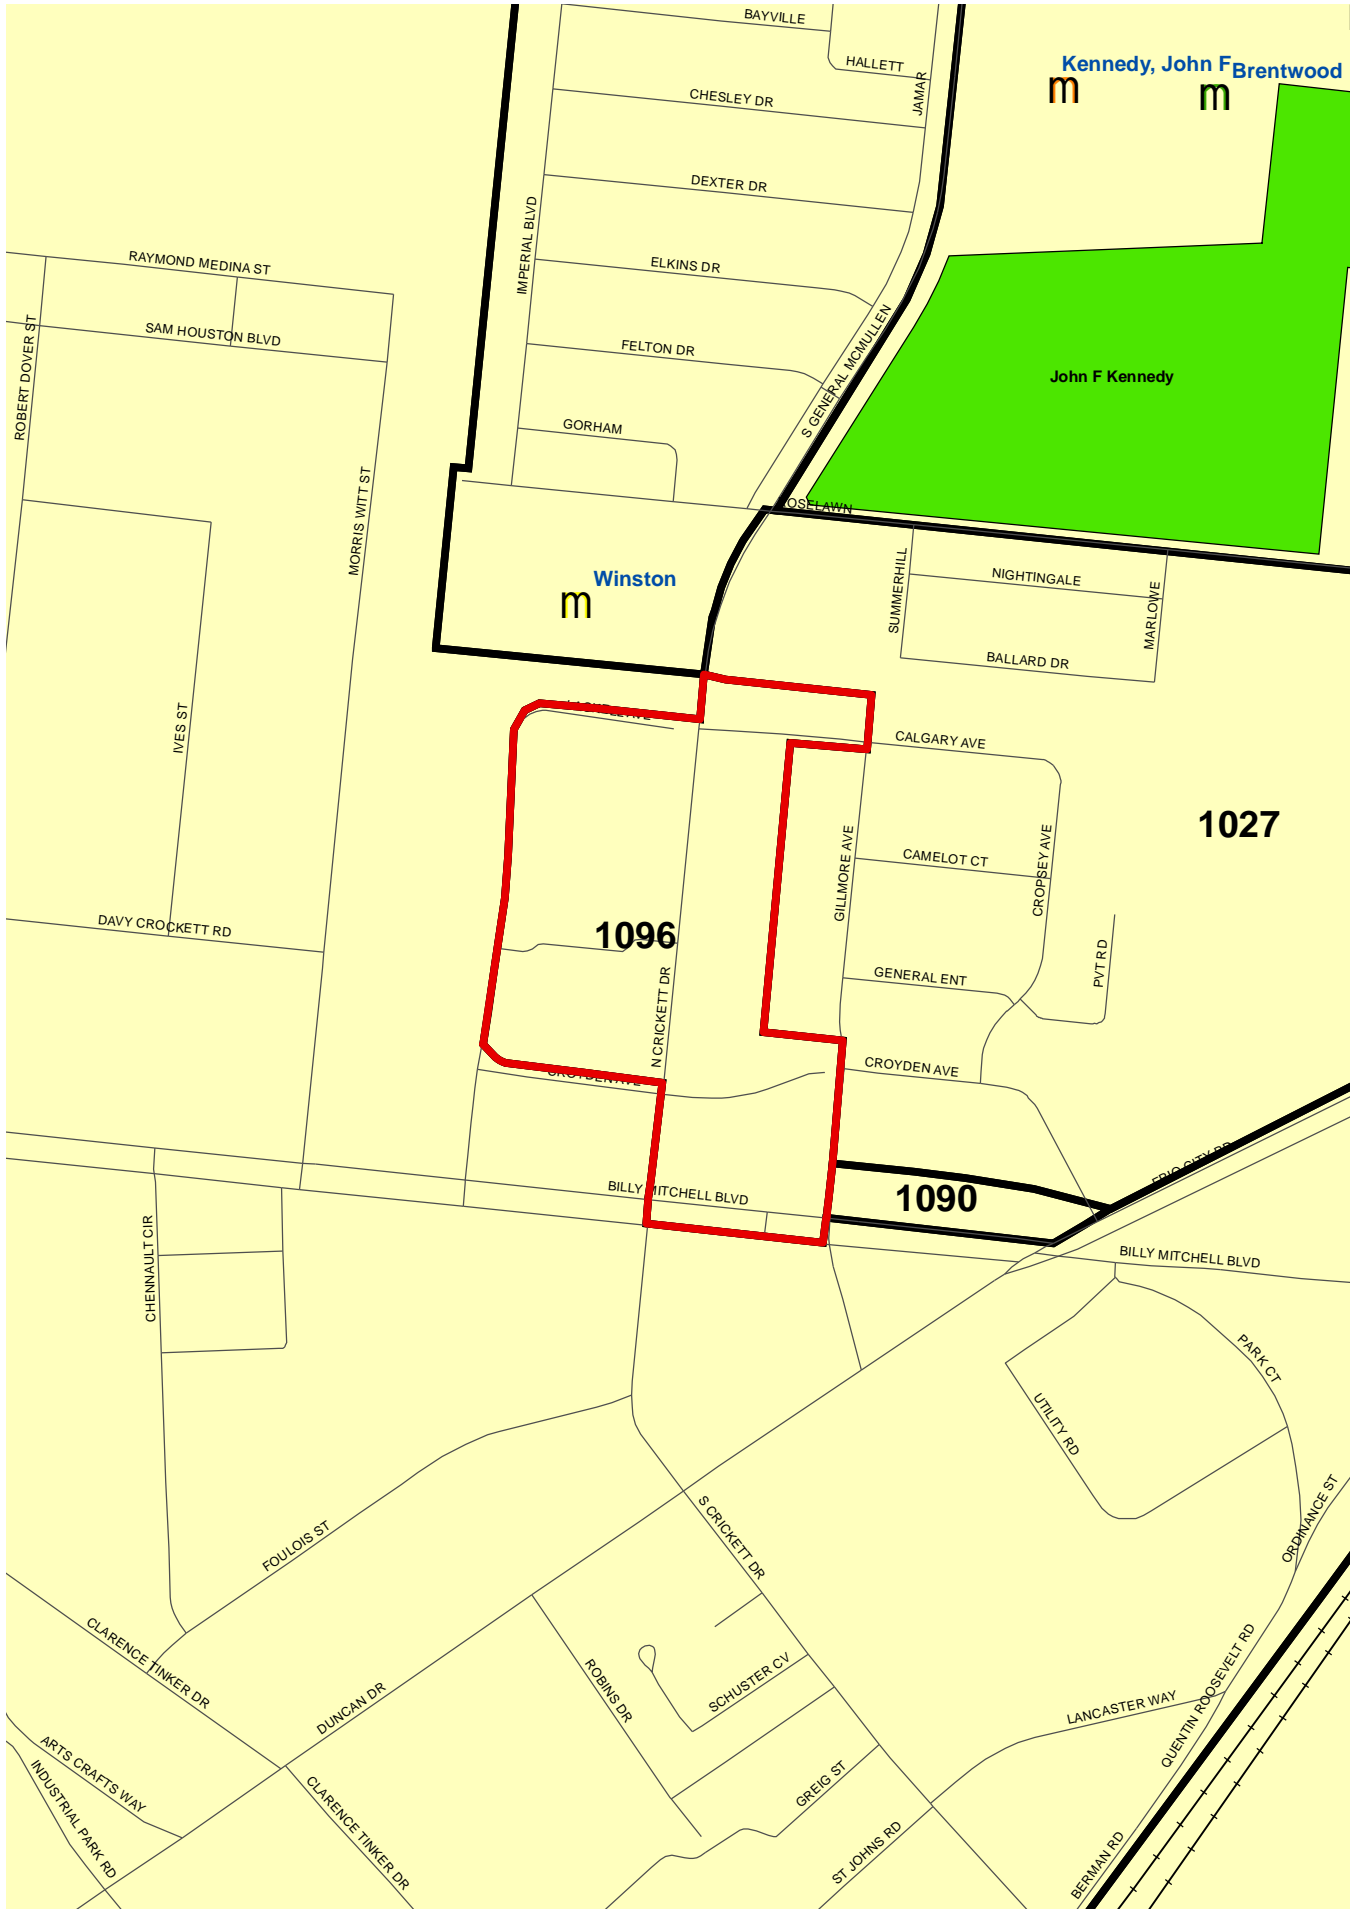 BAYVILLE
HALLETT
Kennedy, John F
Brentwood
m
m
CHESLEY DR
JAMAR
DEXTER DR
IMPERIAL BLVD
RAYMOND MEDINA ST
ELKINS DR
SAM HOUSTON BLVD
ROBERT DOVER ST
FELTON DR
S GENERAL MCMULLEN
John F Kennedy
GORHAM
MORRIS WITT ST
OSELAWN
Winston
m
SUMMERHILL
NIGHTINGALE
MARLOWE
BALLARD DR
IVES ST
CALGARY AVE
1027
GILLMORE AVE
CAMELOT CT
CROPSEY AVE
DAVY CROCKETT RD
1096
PVT RD
GENERAL ENT
N CRICKETT DR
CROYDEN AVE
CROYDEN AVE
BILLY MITCHELL BLVD
1090
CHENNAULT CIR
BILLY MITCHELL BLVD
PARK CT
UTILITY RD
ORDINANCE ST
S CRICKETT DR
FOULOIS ST
CLARENCE TINKER DR
QUENTIN ROOSEVELT RD
ROBINS DR
SCHUSTER CV
DUNCAN DR
LANCASTER WAY
ARTS CRAFTS WAY
INDUSTRIAL PARK RD
CLARENCE TINKER DR
GREIG ST
ST JOHNS RD
BERMAN RD